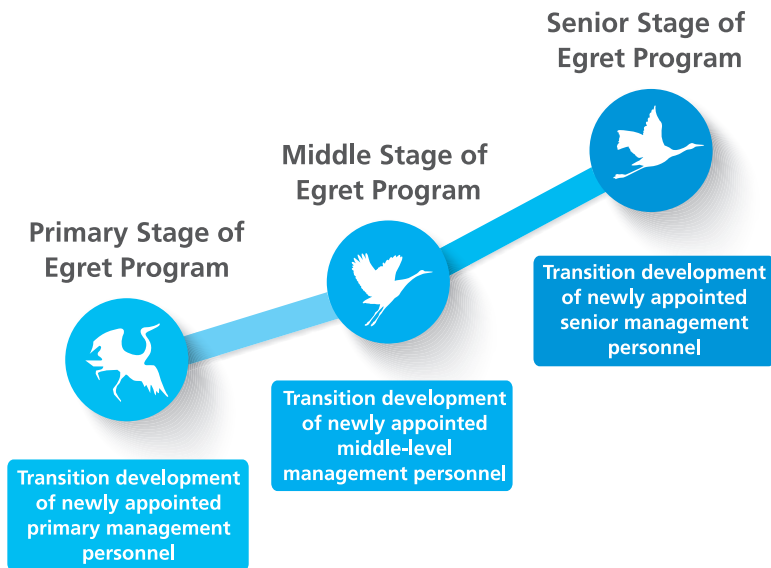 Primary Stage of
Egret Program
Transition development
of newly appointed
primary management
personnel
Middle Stage of
Egret Program
Transition development
of newly appointed
middle-level
management personnel
Senior Stage of
Egret Program
Transition development
of newly appointed
senior management
personnel